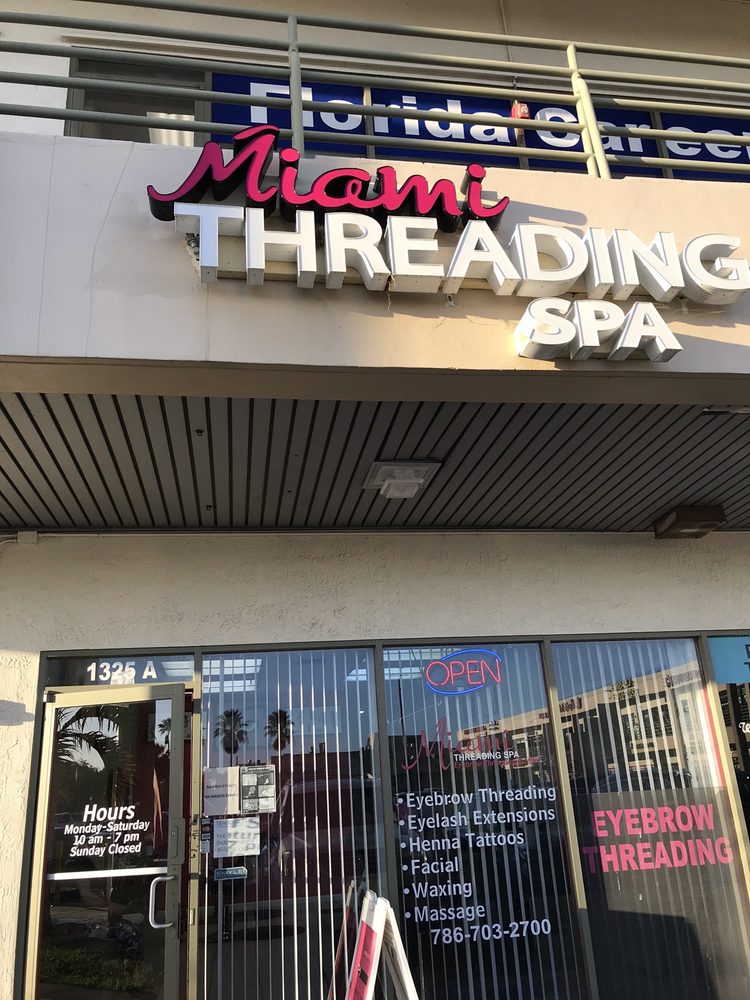 Florida Career
Miami
THREADING
SPA
1325 A
OPEN
Miami
THREADING SPA
Hours
Monday-Saturday
10 am - 7 pm
Sunday Closed
•Eyebrow Threading
•Eyelash Extensions
•Henna Tattoos
•Facial
•Waxing
•Massage
786-703-2700
EYEBROW
THREADING